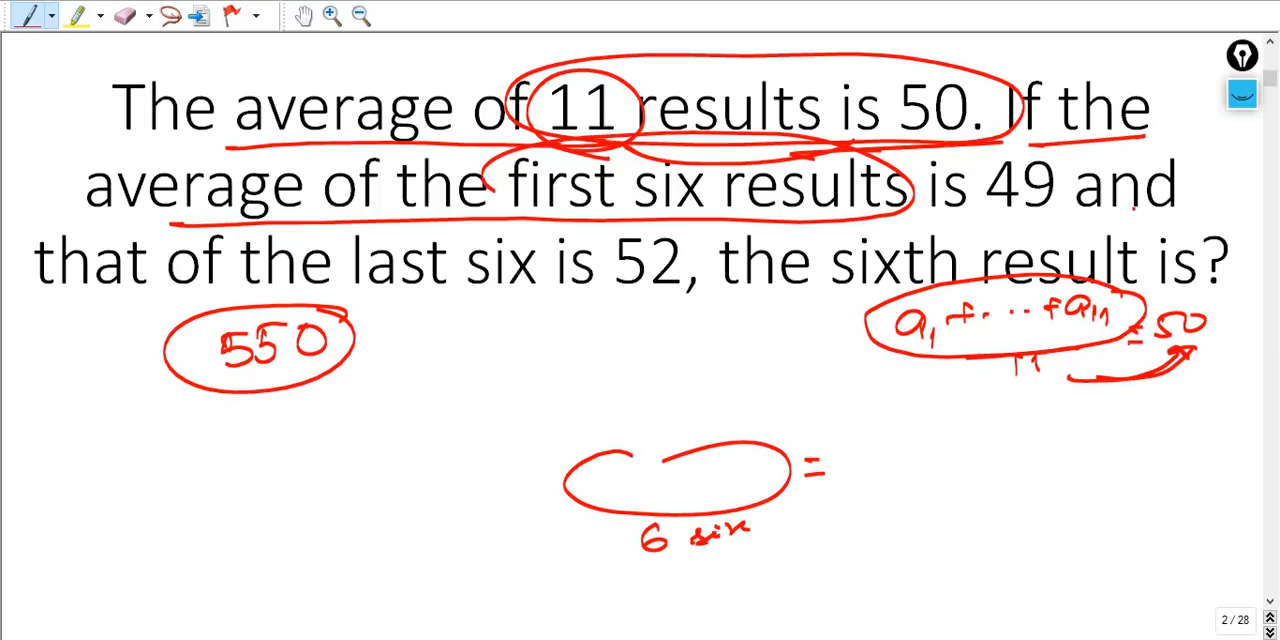 The average of 11 results is 50. If the
average of the first six results is 49 and
that of the last six is 52, the sixth result is?
550
a₁ + ... + a₁₁ = 50
11
=
6 six
2 / 28